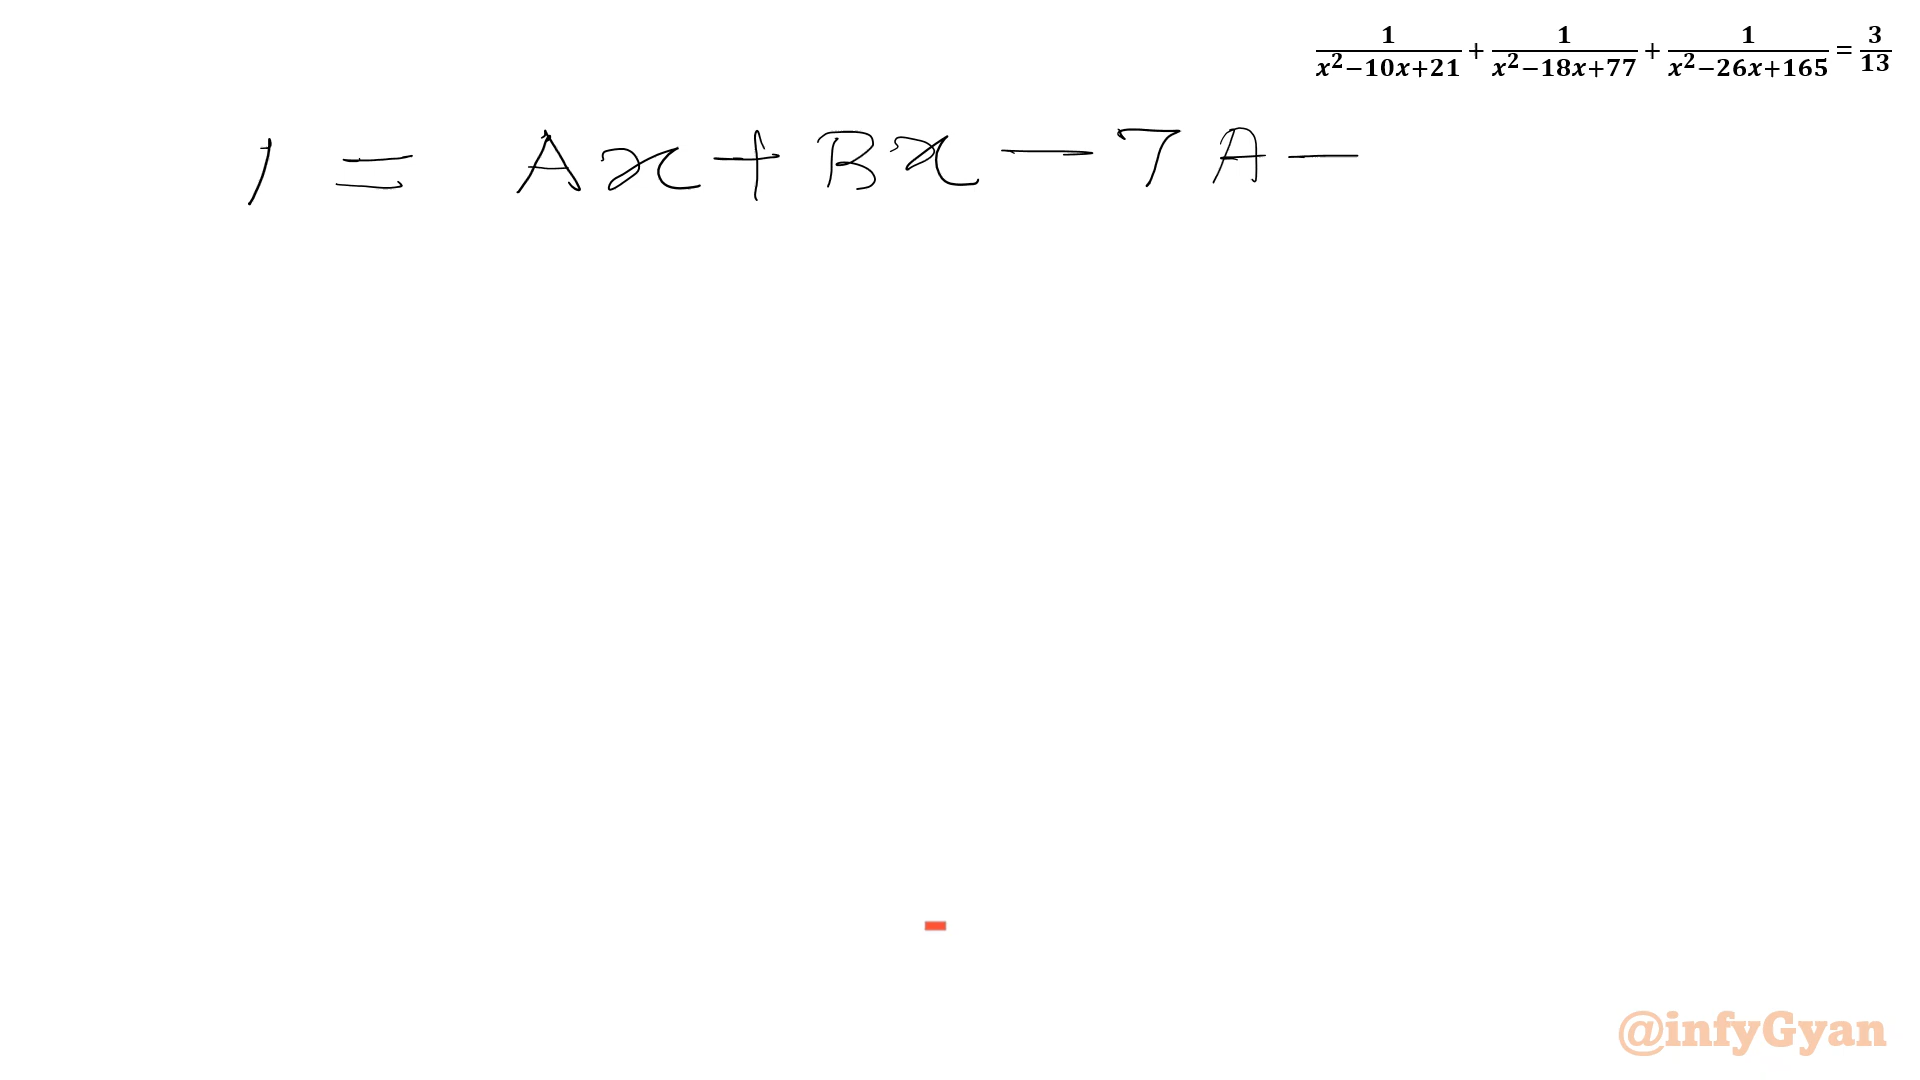 1/(x²−10x+21) + 1/(x²−18x+77) + 1/(x²−26x+165) = 3/13
1 = Ax + Bx − 7A −
@infyGyan